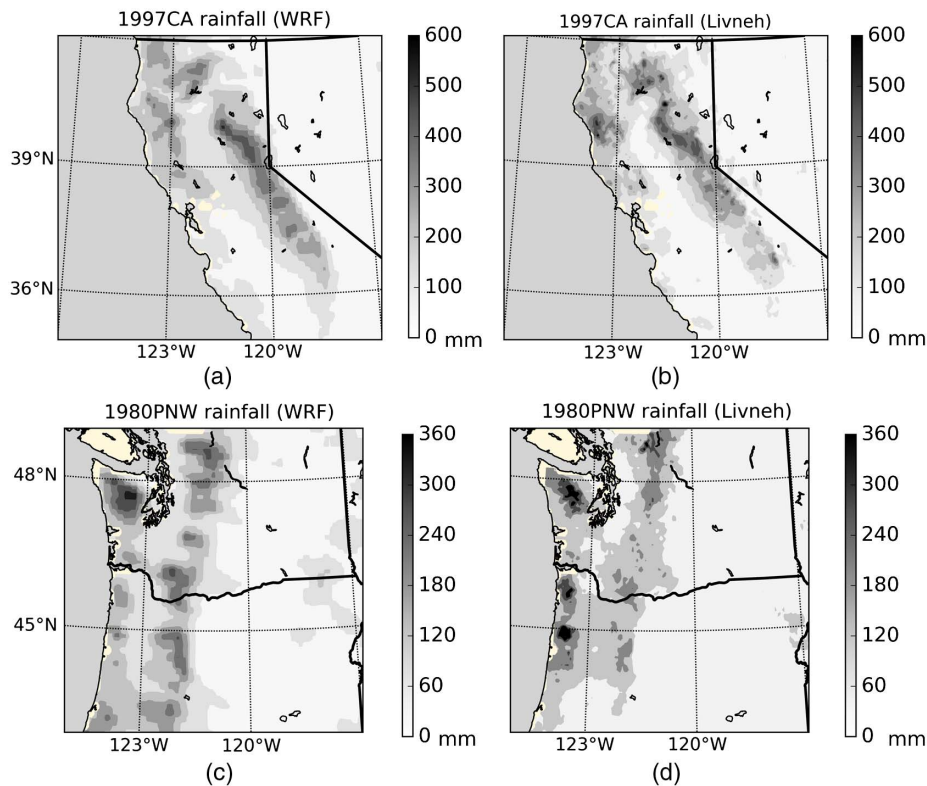 1997CA rainfall (WRF)
600
500
400
300
200
100
0 mm
39°N
36°N
123°W 120°W
(a)
1997CA rainfall (Livneh)
600
500
400
300
200
100
0 mm
123°W 120°W
(b)
1980PNW rainfall (WRF)
360
300
240
180
120
60
0 mm
48°N
45°N
123°W 120°W
(c)
1980PNW rainfall (Livneh)
360
300
240
180
120
60
0 mm
123°W 120°W
(d)